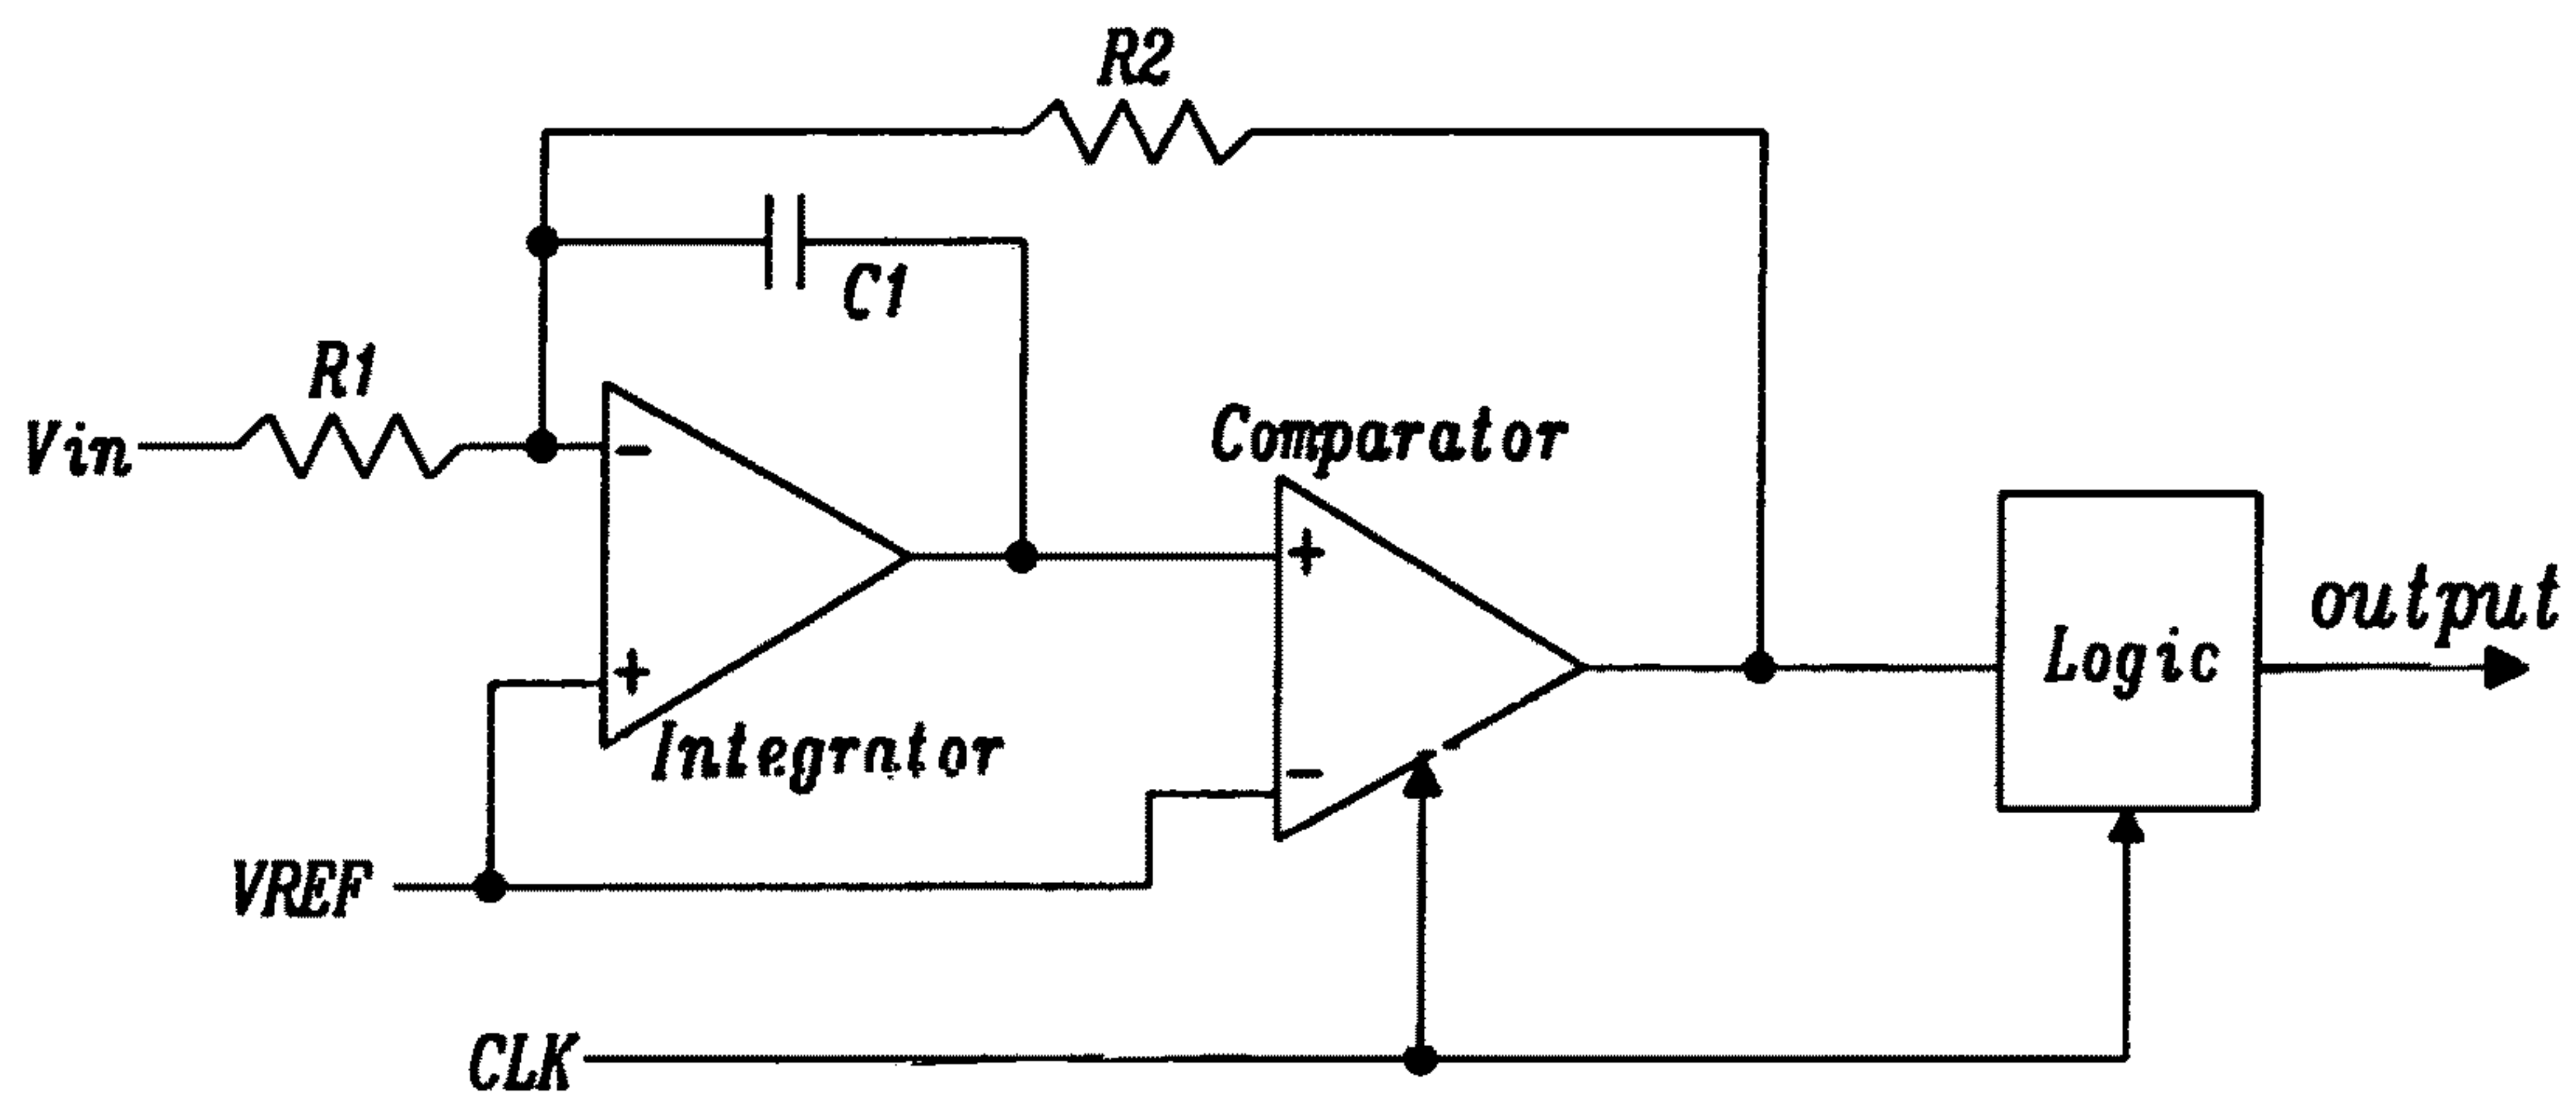 R2
C1
R1
Vin
-
+
Integrator
Comparator
+
-
Logic
output
VREF
CLK